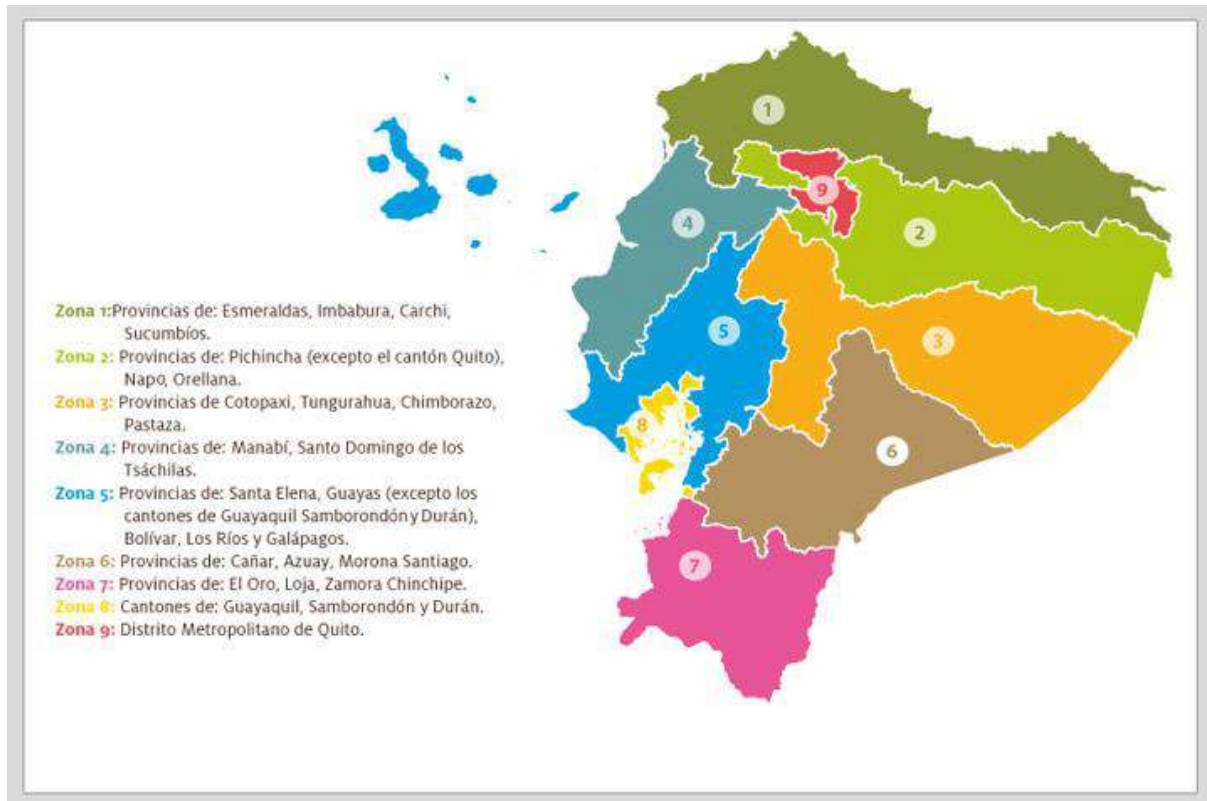 1
9
2
4
5
3
8
6
7
Zona 1:Provincias de: Esmeraldas, Imbabura, Carchi,
Sucumbíos.
Zona 2: Provincias de: Pichincha (excepto el cantón Quito),
Napo, Orellana.
Zona 3: Provincias de Cotopaxi, Tungurahua, Chimborazo,
Pastaza.
Zona 4: Provincias de: Manabí, Santo Domingo de los
Tsáchilas.
Zona 5: Provincias de: Santa Elena, Guayas (excepto los
cantones de Guayaquil Samborondón y Durán),
Bolívar, Los Ríos y Galápagos.
Zona 6: Provincias de: Cañar, Azuay, Morona Santiago.
Zona 7: Provincias de: El Oro, Loja, Zamora Chinchipe.
Zona 8: Cantones de: Guayaquil, Samborondón y Durán.
Zona 9: Distrito Metropolitano de Quito.